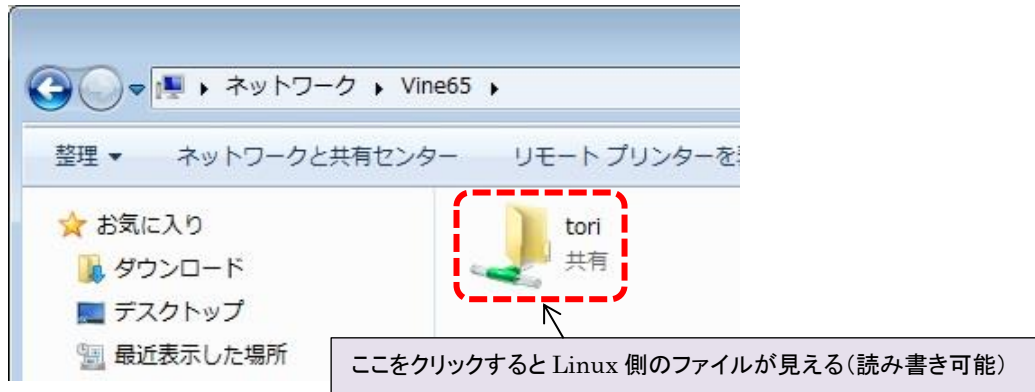 ネットワーク Vine65
整理 ネットワークと共有センター リモート プリンターを
お気に入り
ダウンロード
デスクトップ
最近表示した場所
tori
共有
ここをクリックすると Linux 側のファイルが見える(読み書き可能)